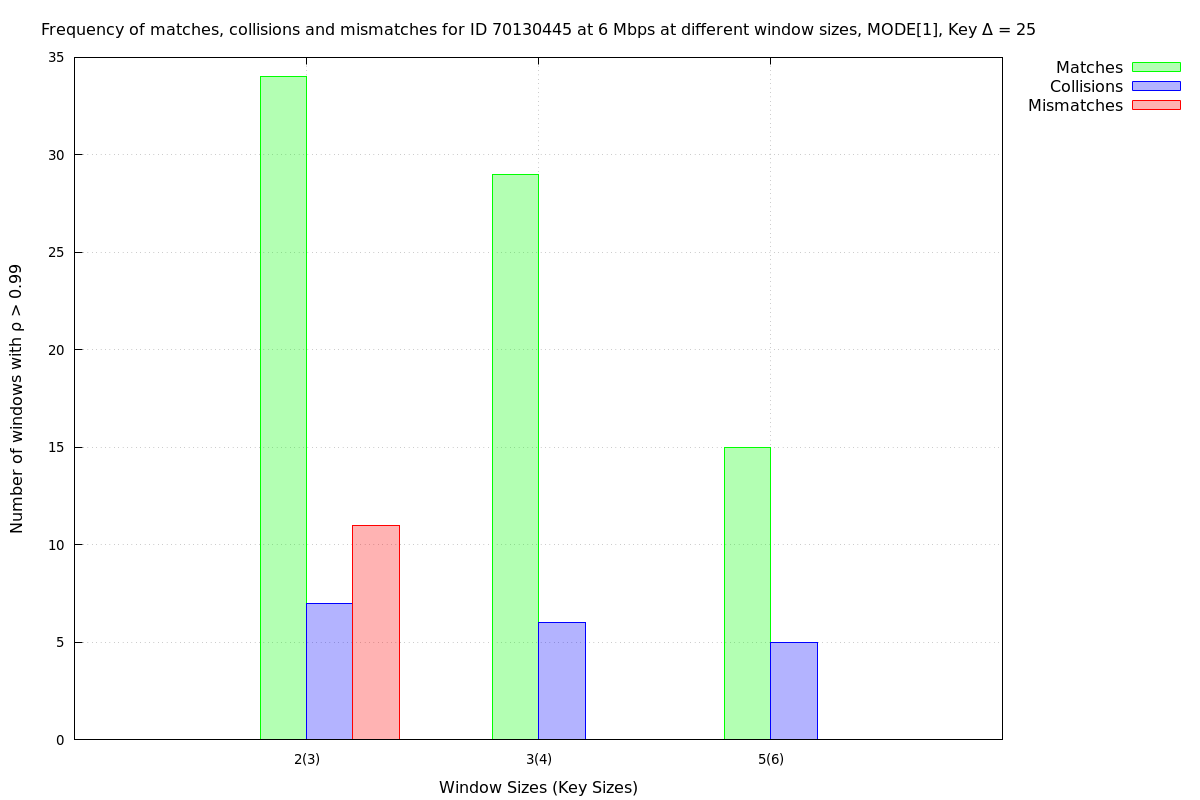 Frequency of matches, collisions and mismatches for ID 70130445 at 6 Mbps at different window sizes, MODE[1], Key Δ = 25
Matches
Collisions
Mismatches
Number of windows with ρ > 0.99
35
30
25
20
15
10
5
0
2(3) 3(4) 5(6)
Window Sizes (Key Sizes)